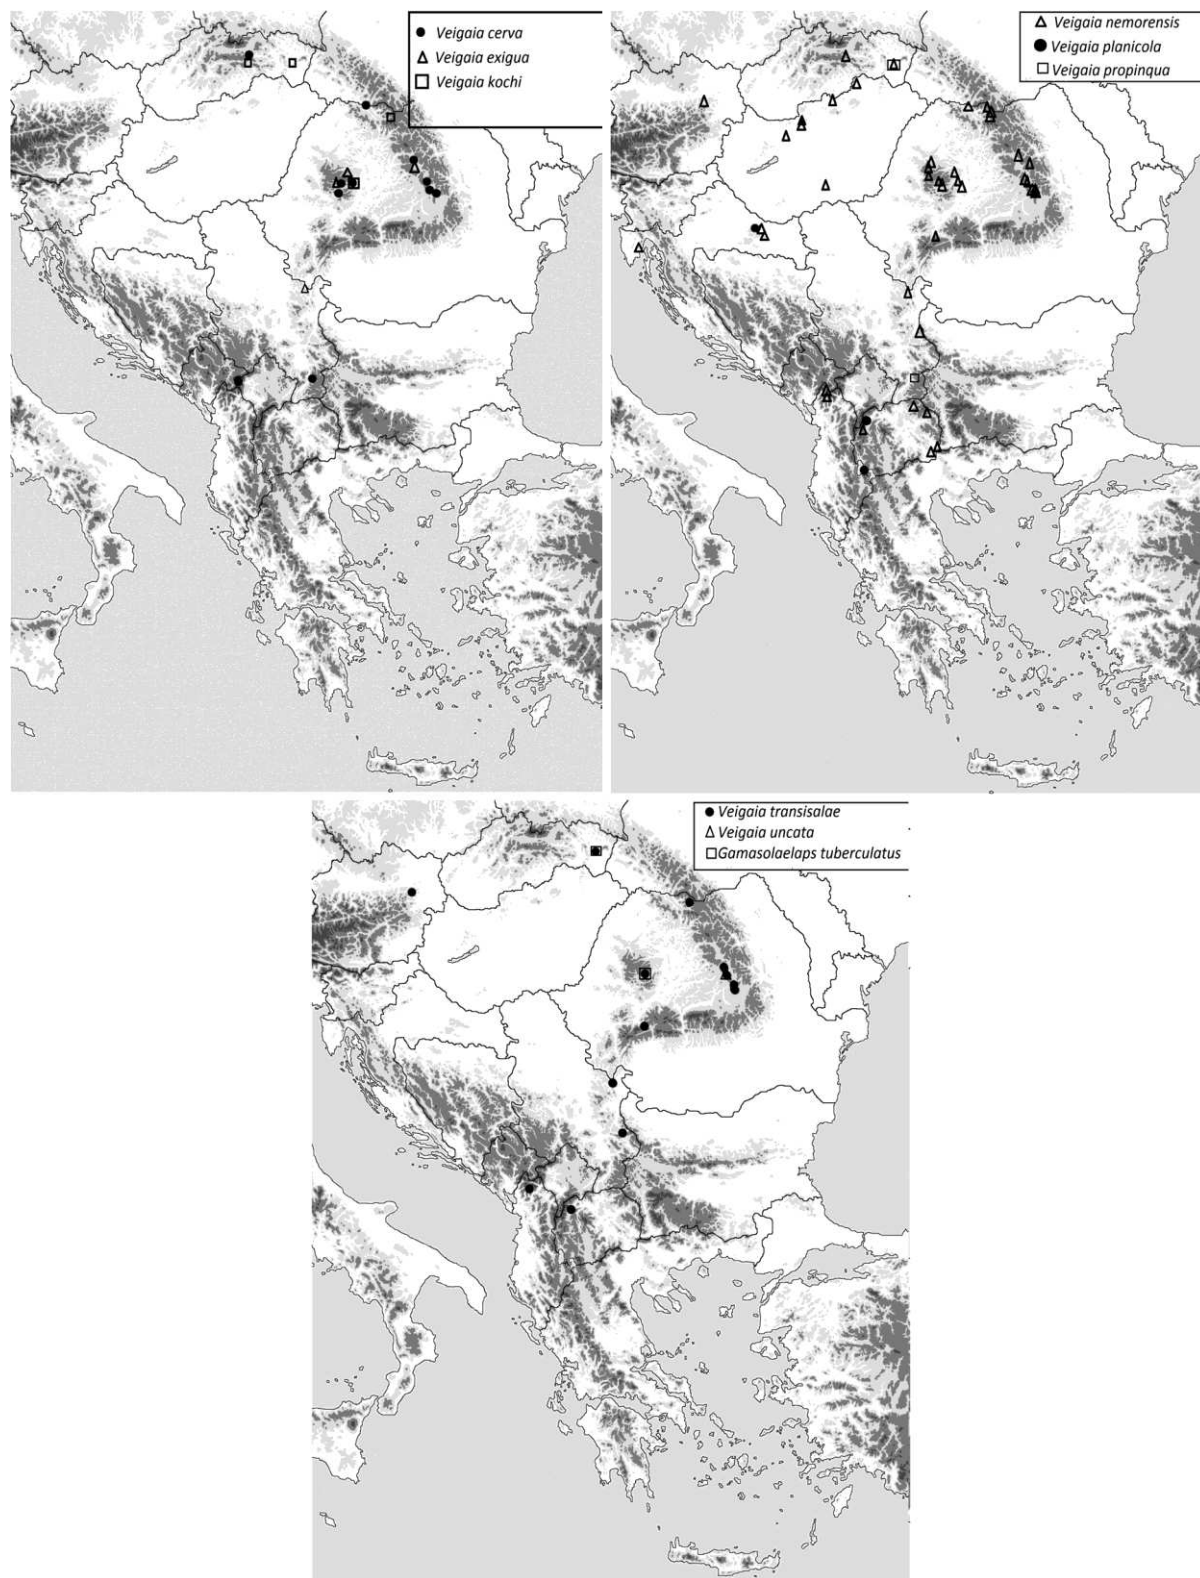 Veigaia cerva
Veigaia exigua
Veigaia kochi
Veigaia nemorensis
Veigaia planicola
Veigaia propinqua
Veigaia transisalae
Veigaia uncata
Gamasolaelaps tuberculatus